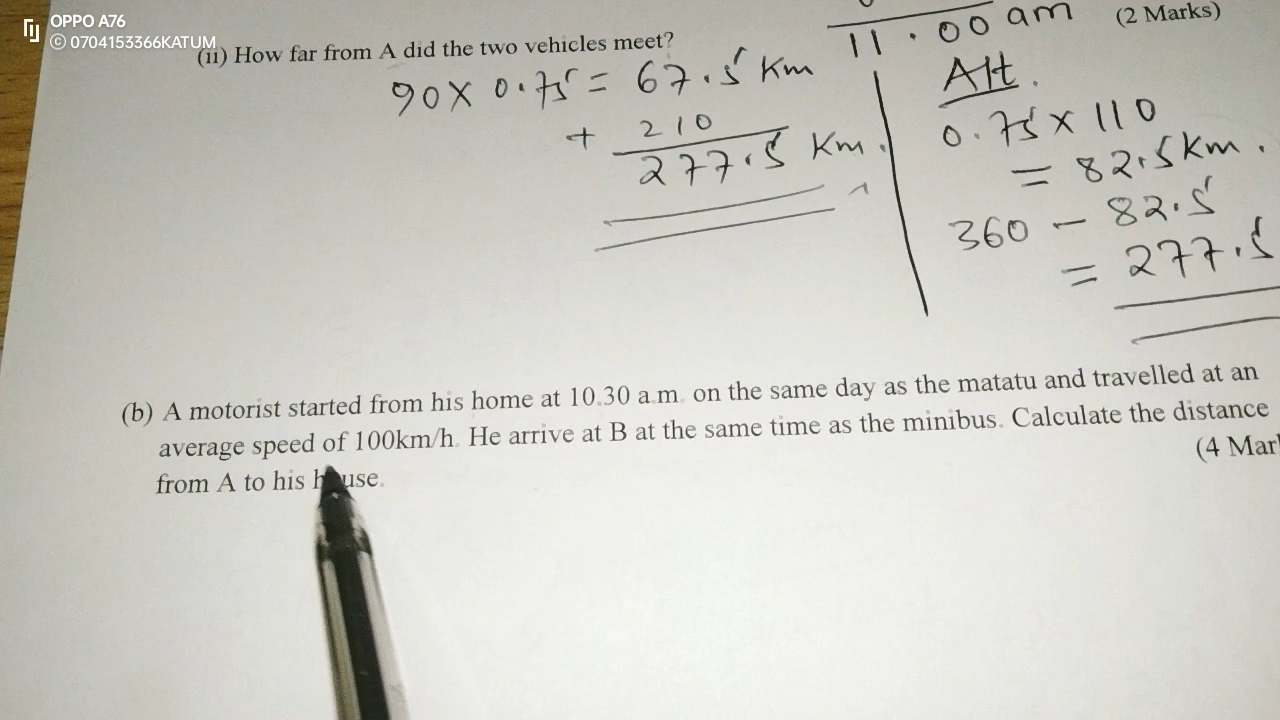 OPPO A76
© 0704153366KATUM
11.00 am
(2 Marks)
(ii) How far from A did the two vehicles meet?
90 x 0.75 = 67.5 Km
+ 210
277.5 Km.
Alt.
0.75 x 110
= 82.5 Km.
360 - 82.5
= 277.5
(b) A motorist started from his home at 10.30 a.m. on the same day as the matatu and travelled at an
average speed of 100km/h. He arrive at B at the same time as the minibus. Calculate the distance
from A to his house.
(4 Mar